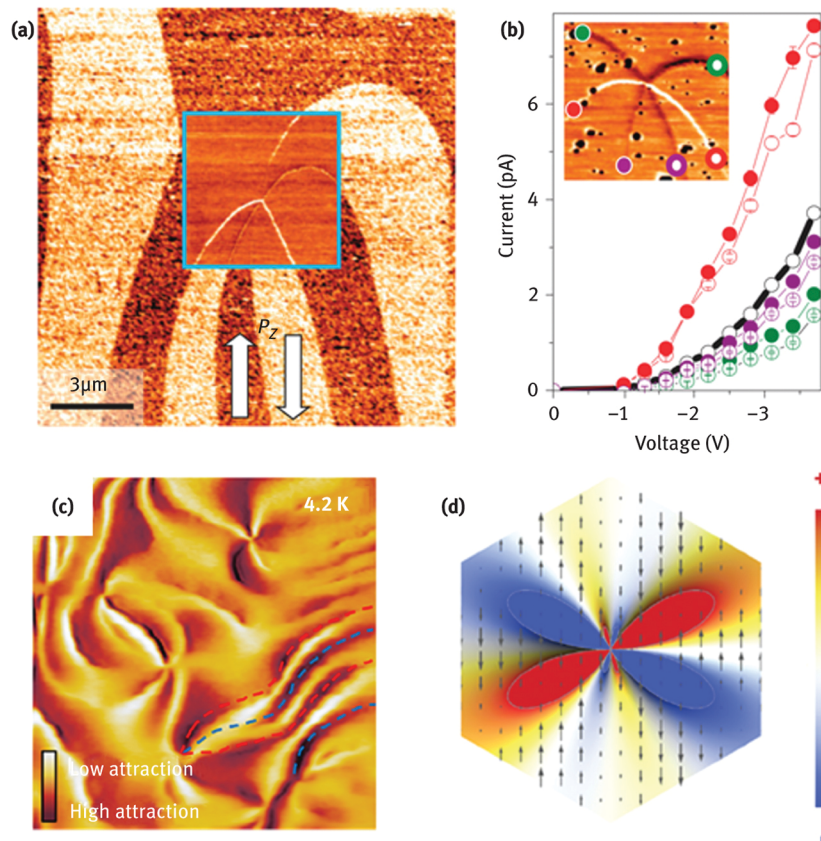 (a)
P_Z
3µm
(b)
Current (pA)
6
4
2
0
0
−1
−2
−3
Voltage (V)
(c)
4.2 K
Low attraction
High attraction
(d)
+